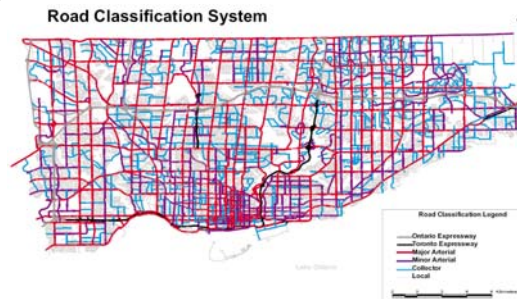 Road Classification System
Lake Ontario
Road Classification Legend
Ontario Expressway
Toronto Expressway
Major Arterial
Minor Arterial
Collector
Local